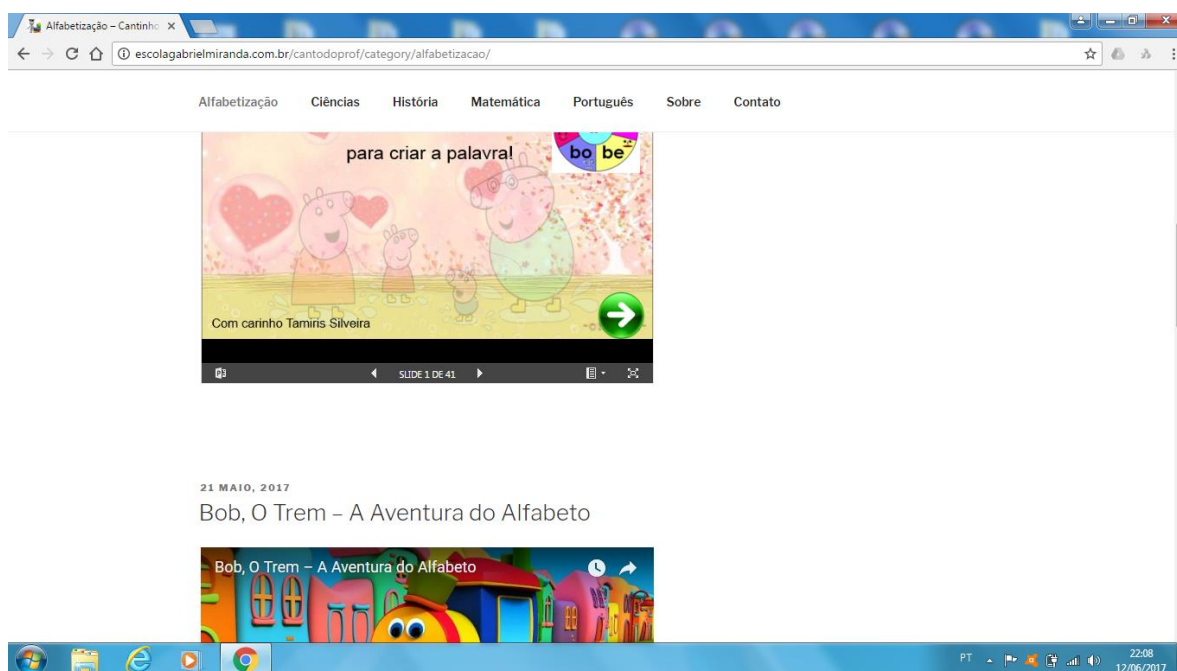 Alfabetização – Cantinho
escolagabrielmiranda.com.br/cantodoprof/category/alfabetizacao/
Alfabetização Ciências História Matemática Português Sobre Contato
para criar a palavra!
bo be
Com carinho Tamiris Silveira
SLIDE 1 DE 41
21 MAIO, 2017
Bob, O Trem – A Aventura do Alfabeto
Bob, O Trem – A Aventura do Alfabeto
PT
22:08
12/06/2017